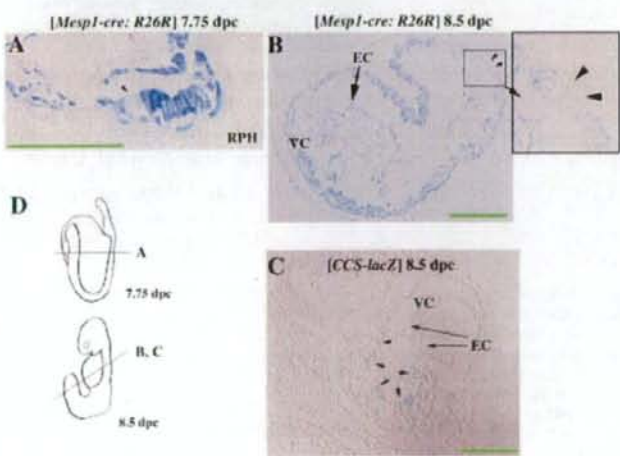 [Mesp1-cre: R26R] 7.75 dpc
[Mesp1-cre: R26R] 8.5 dpc
A
RPH
B
EC
VC
D
A
7.75 dpc
B, C
8.5 dpc
C
[CCS-lacZ] 8.5 dpc
VC
EC